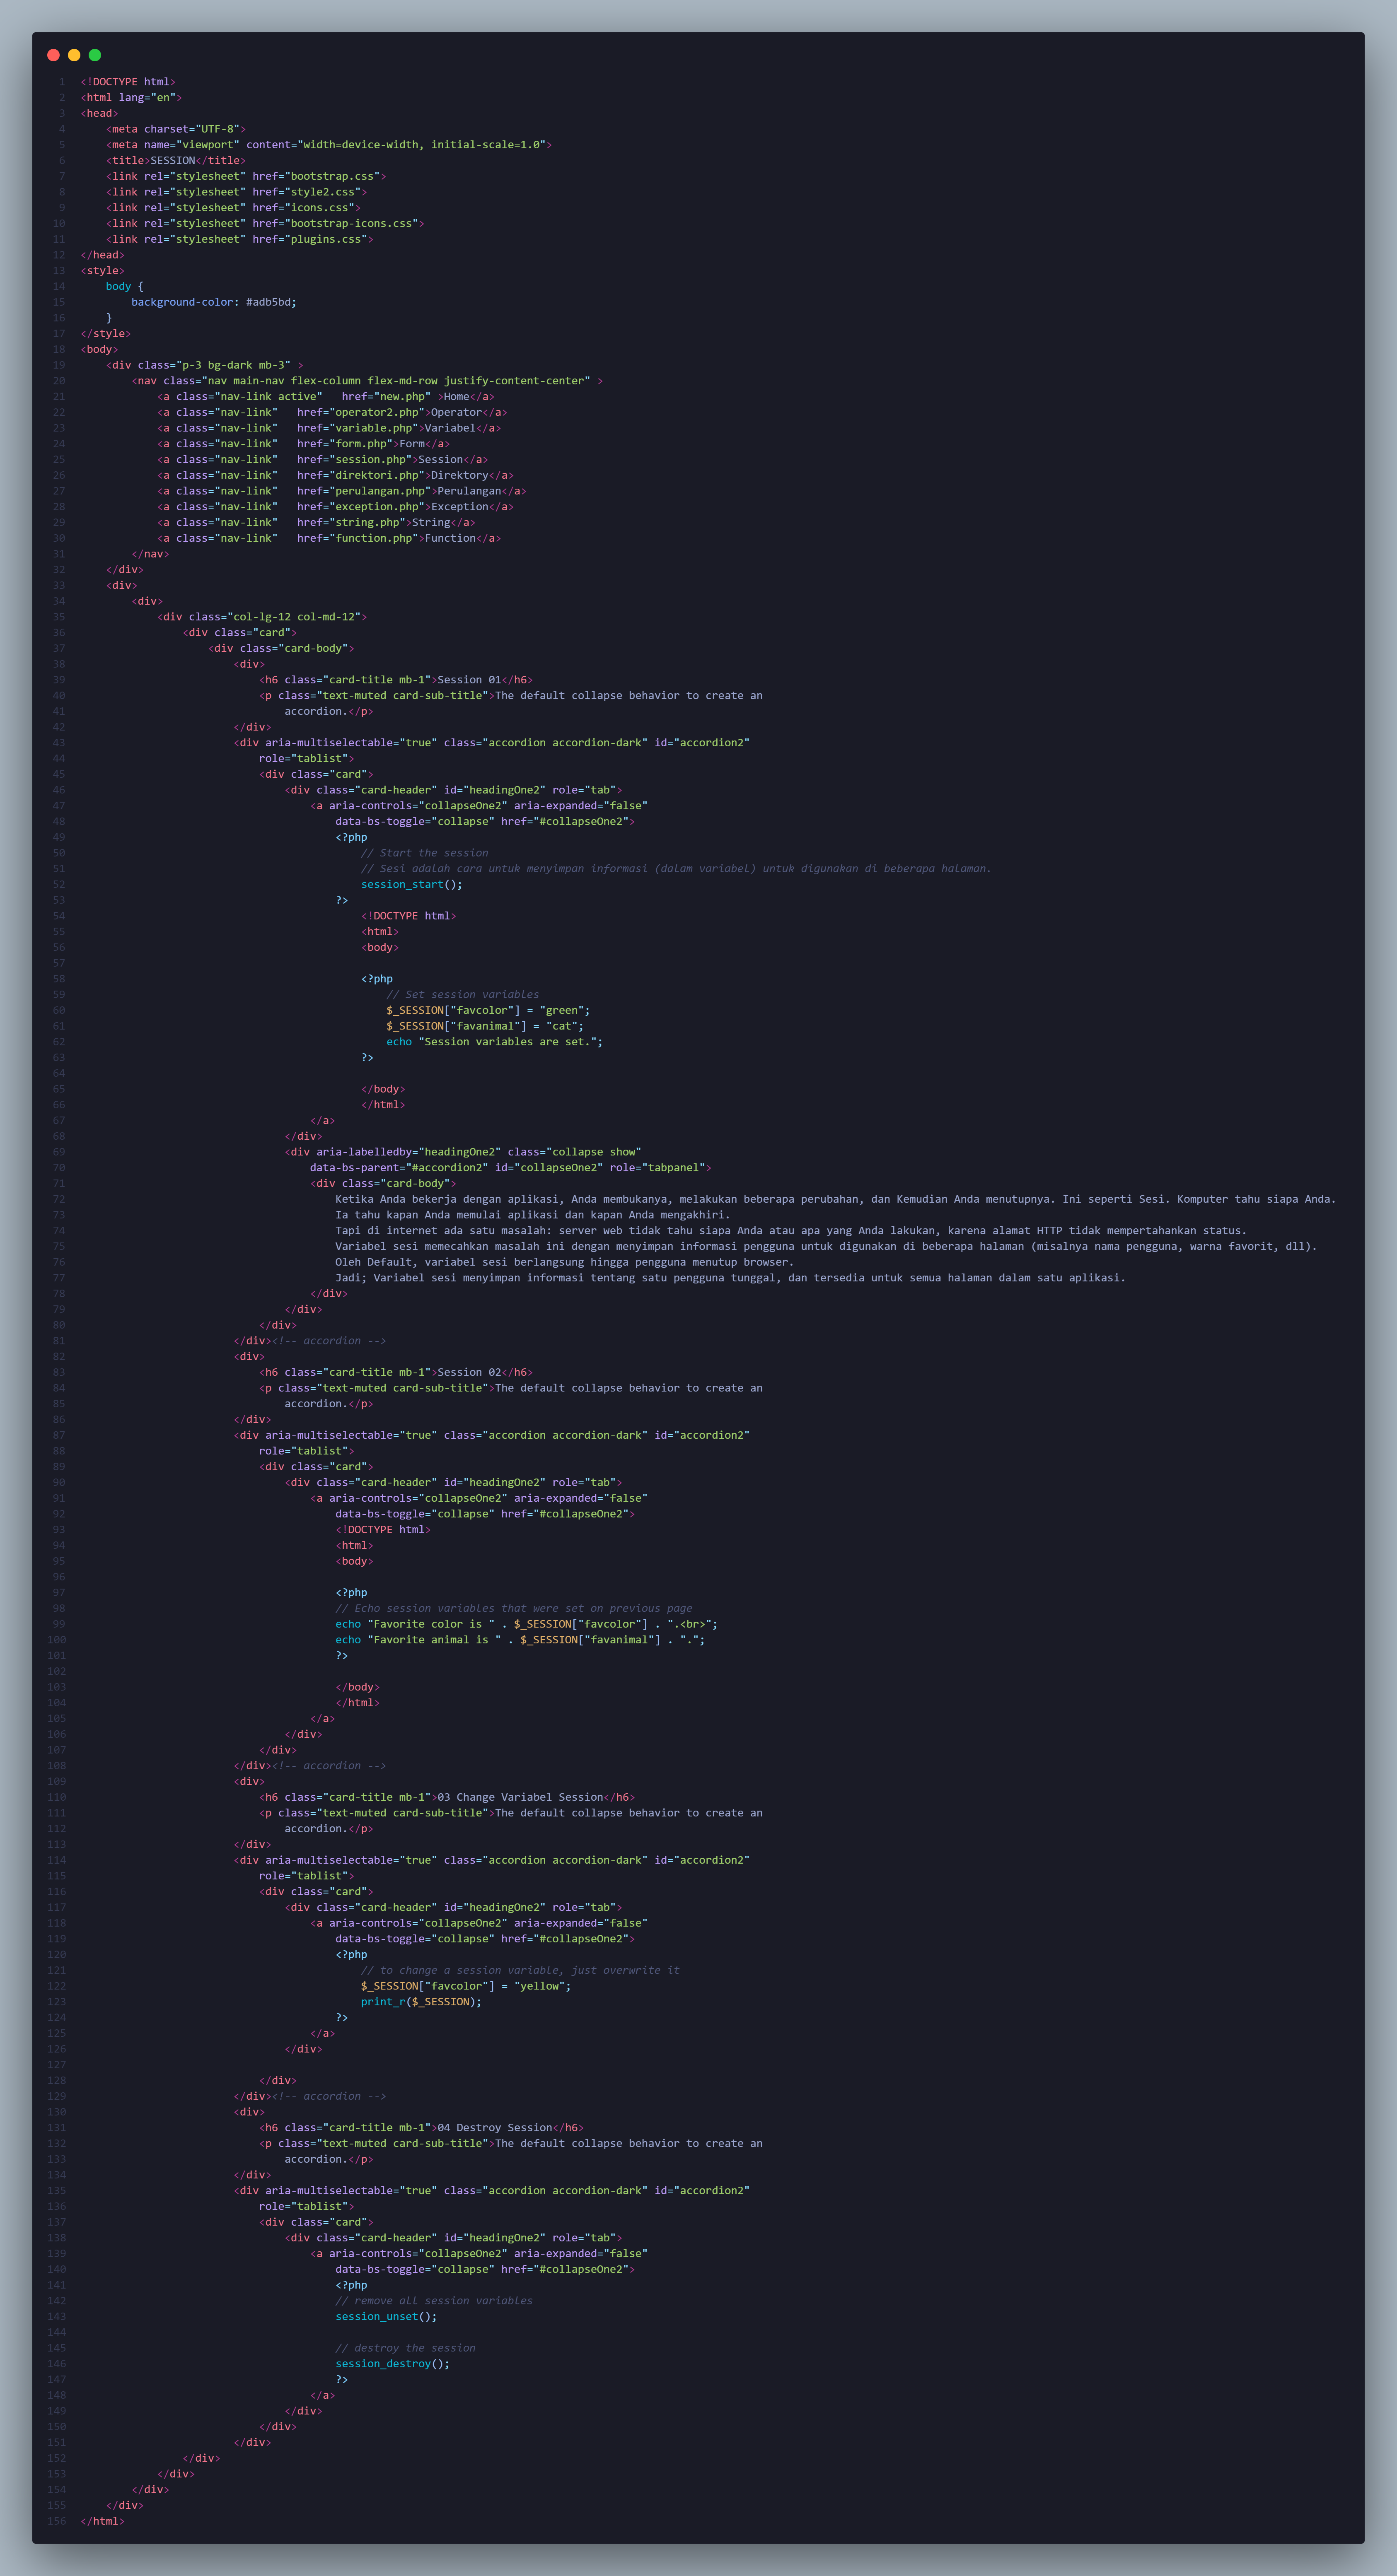 1 <!DOCTYPE html>
2 <html lang="en">
3 <head>
4     <meta charset="UTF-8">
5     <meta name="viewport" content="width=device-width, initial-scale=1.0">
6     <title>SESSION</title>
7     <link rel="stylesheet" href="bootstrap.css">
8     <link rel="stylesheet" href="style2.css">
9     <link rel="stylesheet" href="icons.css">
10     <link rel="stylesheet" href="bootstrap-icons.css">
11     <link rel="stylesheet" href="plugins.css">
12 </head>
13 <style>
14     body {
15         background-color: #adb5bd;
16     }
17 </style>
18 <body>
19     <div class="p-3 bg-dark mb-3" >
20         <nav class="nav main-nav flex-column flex-md-row justify-content-center" >
21             <a class="nav-link active"   href="new.php" >Home</a>
22             <a class="nav-link"   href="operator2.php">Operator</a>
23             <a class="nav-link"   href="variable.php">Variabel</a>
24             <a class="nav-link"   href="form.php">Form</a>
25             <a class="nav-link"   href="session.php">Session</a>
26             <a class="nav-link"   href="direktori.php">Direktory</a>
27             <a class="nav-link"   href="perulangan.php">Perulangan</a>
28             <a class="nav-link"   href="exception.php">Exception</a>
29             <a class="nav-link"   href="string.php">String</a>
30             <a class="nav-link"   href="function.php">Function</a>
31         </nav>
32     </div>
33     <div>
34         <div>
35             <div class="col-lg-12 col-md-12">
36                 <div class="card">
37                     <div class="card-body">
38                         <div>
39                             <h6 class="card-title mb-1">Session 01</h6>
40                             <p class="text-muted card-sub-title">The default collapse behavior to create an
41                                 accordion.</p>
42                         </div>
43                         <div aria-multiselectable="true" class="accordion accordion-dark" id="accordion2"
44                             role="tablist">
45                             <div class="card">
46                                 <div class="card-header" id="headingOne2" role="tab">
47                                     <a aria-controls="collapseOne2" aria-expanded="false"
48                                         data-bs-toggle="collapse" href="#collapseOne2">
49                                         <?php
50                                             // Start the session
51                                             // Sesi adalah cara untuk menyimpan informasi (dalam variabel) untuk digunakan di beberapa halaman.
52                                             session_start();
53                                         ?>
54                                             <!DOCTYPE html>
55                                             <html>
56                                             <body>
57
58                                             <?php
59                                                 // Set session variables
60                                                 $_SESSION["favcolor"] = "green";
61                                                 $_SESSION["favanimal"] = "cat";
62                                                 echo "Session variables are set.";
63                                             ?>
64
65                                             </body>
66                                             </html>
67                                     </a>
68                                 </div>
69                                 <div aria-labelledby="headingOne2" class="collapse show"
70                                     data-bs-parent="#accordion2" id="collapseOne2" role="tabpanel">
71                                     <div class="card-body">
72                                         Ketika Anda bekerja dengan aplikasi, Anda membukanya, melakukan beberapa perubahan, dan Kemudian Anda menutupnya. Ini seperti Sesi. Komputer tahu siapa Anda.
73                                         Ia tahu kapan Anda memulai aplikasi dan kapan Anda mengakhiri.
74                                         Tapi di internet ada satu masalah: server web tidak tahu siapa Anda atau apa yang Anda lakukan, karena alamat HTTP tidak mempertahankan status.
75                                         Variabel sesi memecahkan masalah ini dengan menyimpan informasi pengguna untuk digunakan di beberapa halaman (misalnya nama pengguna, warna favorit, dll).
76                                         Oleh Default, variabel sesi berlangsung hingga pengguna menutup browser.
77                                         Jadi; Variabel sesi menyimpan informasi tentang satu pengguna tunggal, dan tersedia untuk semua halaman dalam satu aplikasi.
78                                     </div>
79                                 </div>
80                             </div>
81                         </div><!-- accordion -->
82                         <div>
83                             <h6 class="card-title mb-1">Session 02</h6>
84                             <p class="text-muted card-sub-title">The default collapse behavior to create an
85                                 accordion.</p>
86                         </div>
87                         <div aria-multiselectable="true" class="accordion accordion-dark" id="accordion2"
88                             role="tablist">
89                             <div class="card">
90                                 <div class="card-header" id="headingOne2" role="tab">
91                                     <a aria-controls="collapseOne2" aria-expanded="false"
92                                         data-bs-toggle="collapse" href="#collapseOne2">
93                                         <!DOCTYPE html>
94                                         <html>
95                                         <body>
96
97                                         <?php
98                                         // Echo session variables that were set on previous page
99                                         echo "Favorite color is " . $_SESSION["favcolor"] . ".<br>";
100                                         echo "Favorite animal is " . $_SESSION["favanimal"] . ".";
101                                         ?>
102
103                                         </body>
104                                         </html>
105                                     </a>
106                                 </div>
107                             </div>
108                         </div><!-- accordion -->
109                         <div>
110                             <h6 class="card-title mb-1">03 Change Variabel Session</h6>
111                             <p class="text-muted card-sub-title">The default collapse behavior to create an
112                                 accordion.</p>
113                         </div>
114                         <div aria-multiselectable="true" class="accordion accordion-dark" id="accordion2"
115                             role="tablist">
116                             <div class="card">
117                                 <div class="card-header" id="headingOne2" role="tab">
118                                     <a aria-controls="collapseOne2" aria-expanded="false"
119                                         data-bs-toggle="collapse" href="#collapseOne2">
120                                         <?php
121                                             // to change a session variable, just overwrite it
122                                             $_SESSION["favcolor"] = "yellow";
123                                             print_r($_SESSION);
124                                         ?>
125                                     </a>
126                                 </div>
127
128                             </div>
129                         </div><!-- accordion -->
130                         <div>
131                             <h6 class="card-title mb-1">04 Destroy Session</h6>
132                             <p class="text-muted card-sub-title">The default collapse behavior to create an
133                                 accordion.</p>
134                         </div>
135                         <div aria-multiselectable="true" class="accordion accordion-dark" id="accordion2"
136                             role="tablist">
137                             <div class="card">
138                                 <div class="card-header" id="headingOne2" role="tab">
139                                     <a aria-controls="collapseOne2" aria-expanded="false"
140                                         data-bs-toggle="collapse" href="#collapseOne2">
141                                         <?php
142                                         // remove all session variables
143                                         session_unset();
144
145                                         // destroy the session
146                                         session_destroy();
147                                         ?>
148                                     </a>
149                                 </div>
150                             </div>
151                         </div>
152                 </div>
153             </div>
154         </div>
155     </div>
156 </html>